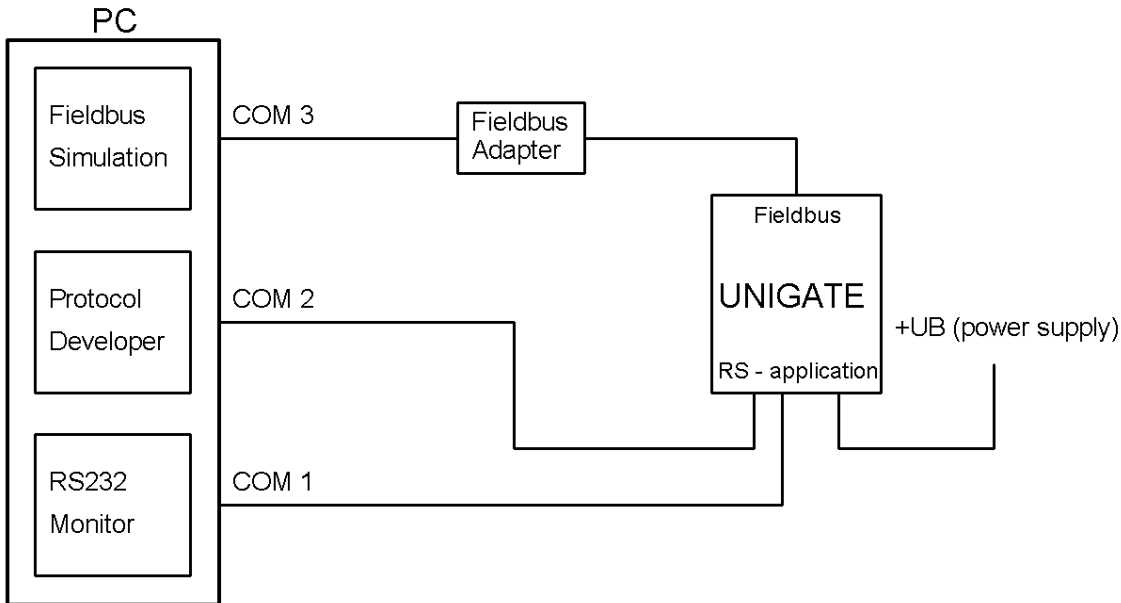 PC
Fieldbus
Simulation
COM 3
Fieldbus
Adapter
Fieldbus
UNIGATE
RS - application
+UB (power supply)
Protocol
Developer
COM 2
RS232
Monitor
COM 1